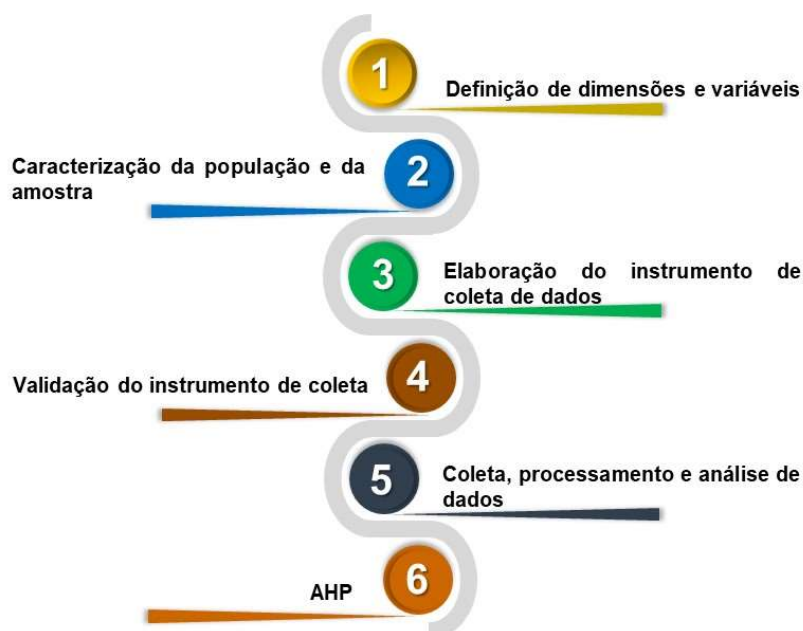 1
Definição de dimensões e variáveis
Caracterização da população e da
amostra
2
3
Elaboração do instrumento de
coleta de dados
Validação do instrumento de coleta
4
5
Coleta, processamento e análise de
dados
AHP
6